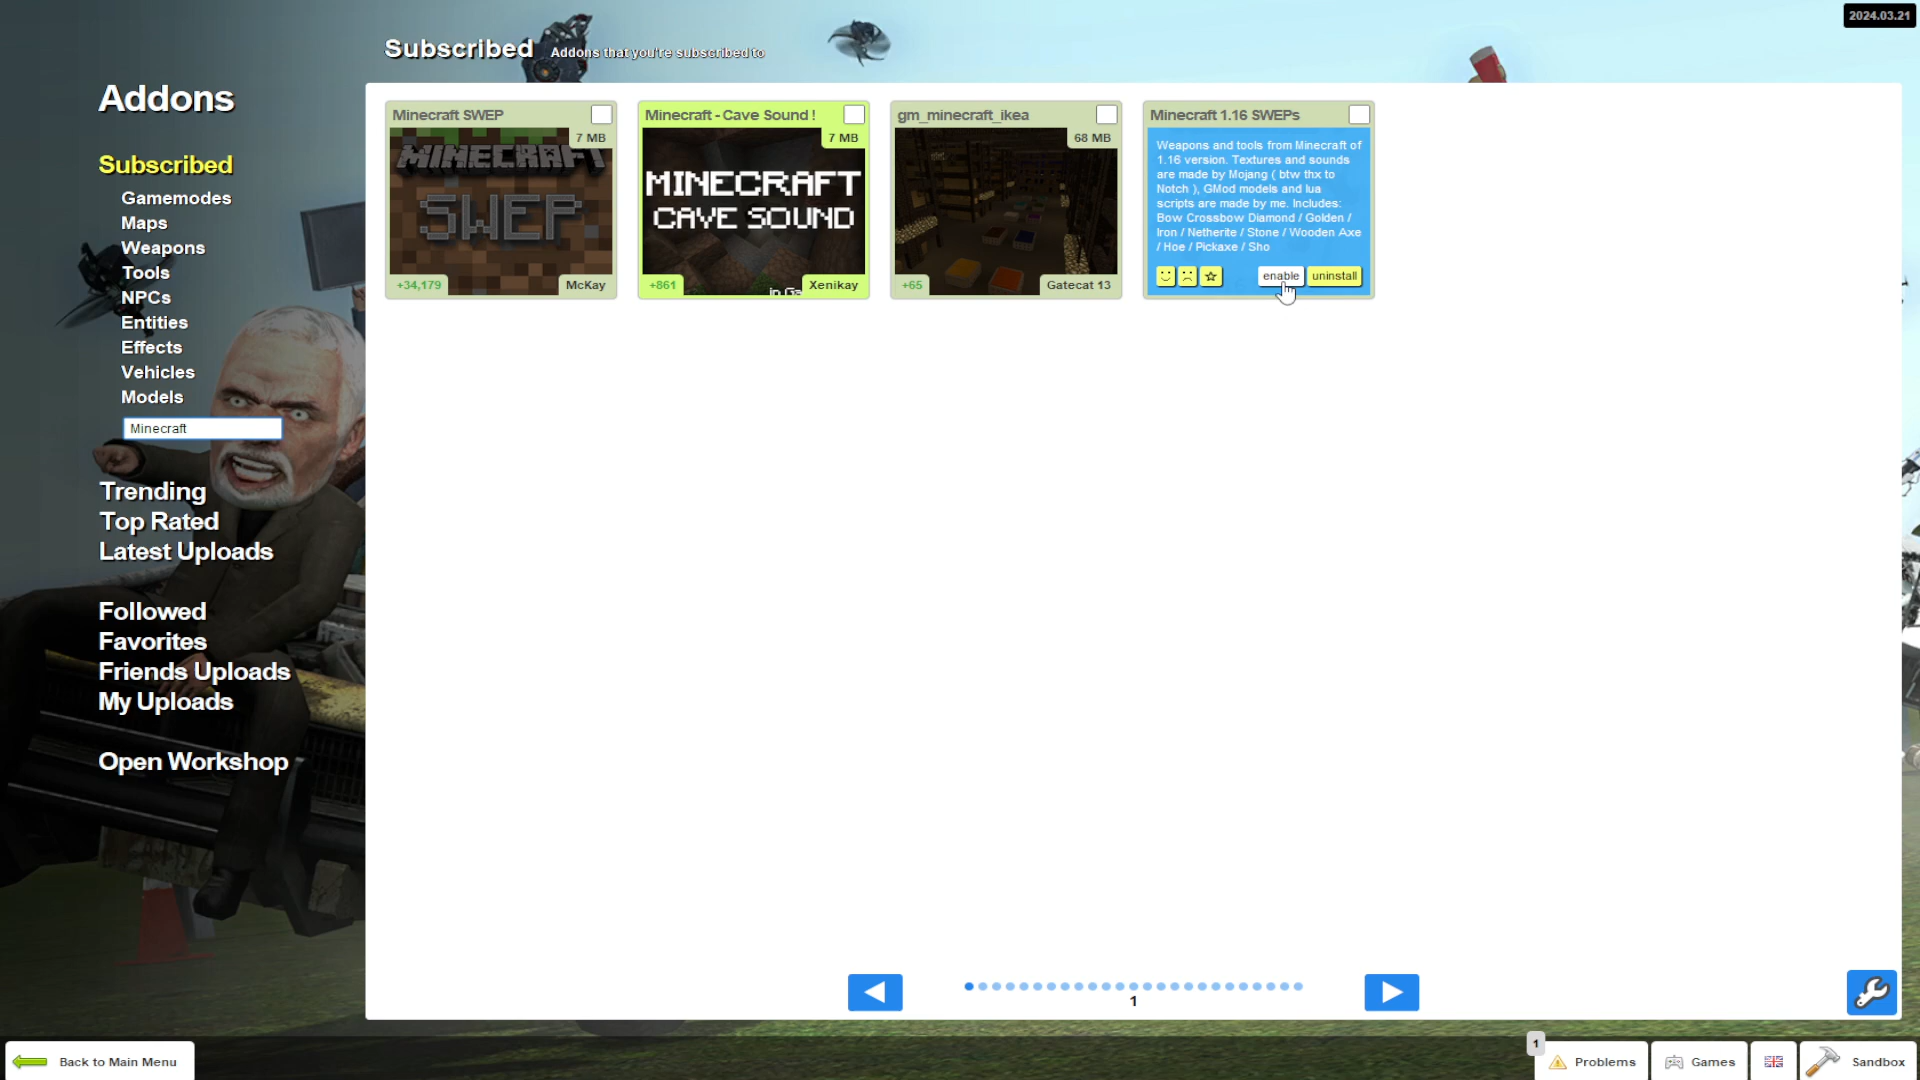 2024.03.21
Subscribed Addons that you're subscribed to
Addons
Subscribed
Gamemodes
Maps
Weapons
Tools
NPCs
Entities
Effects
Vehicles
Models
Minecraft
Trending
Top Rated
Latest Uploads
Followed
Favorites
Friends Uploads
My Uploads
Open Workshop
Minecraft SWEP
7 MB
MINECRAFT
SWEP
+34,179
McKay
Minecraft - Cave Sound !
7 MB
MINECRAFT
CAVE SOUND
+861
Xenikay
gm_minecraft_ikea
68 MB
+65
Gatecat 13
Minecraft 1.16 SWEPs
Weapons and tools from Minecraft of
1.16 version. Textures and sounds
are made by Mojang ( btw thx to
Notch ), GMod models and lua
scripts are made by me. Includes:
Bow Crossbow Diamond / Golden /
Iron / Netherite / Stone / Wooden Axe
/ Hoe / Pickaxe / Sho
enable uninstall
1
Back to Main Menu
1
Problems
Games
Sandbox